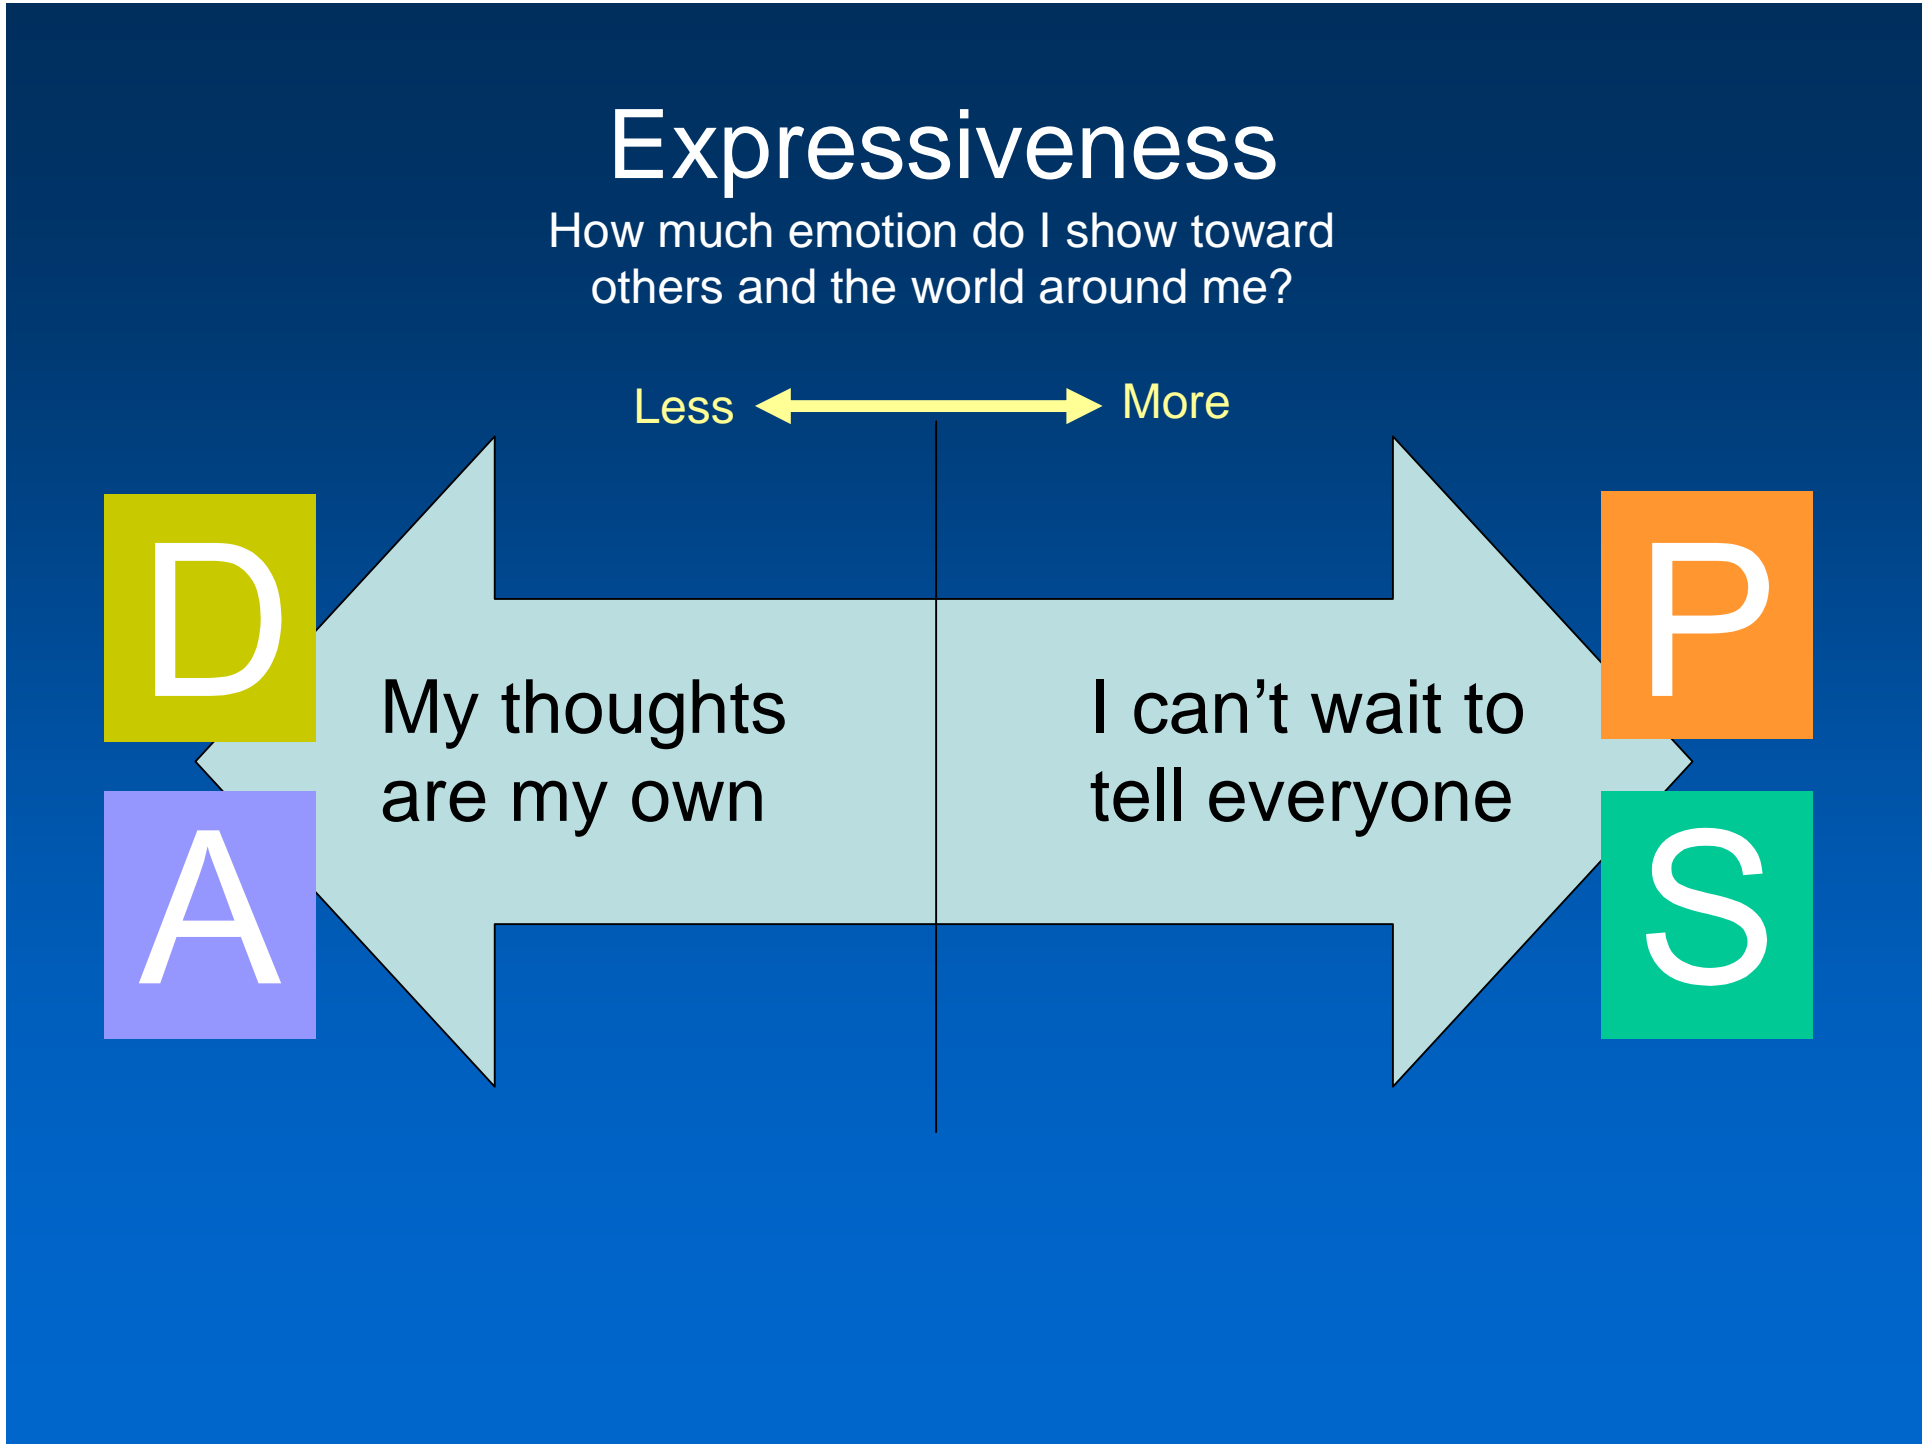 Expressiveness
How much emotion do I show toward
others and the world around me?
Less
More
D
A
My thoughts
are my own
I can’t wait to
tell everyone
P
S